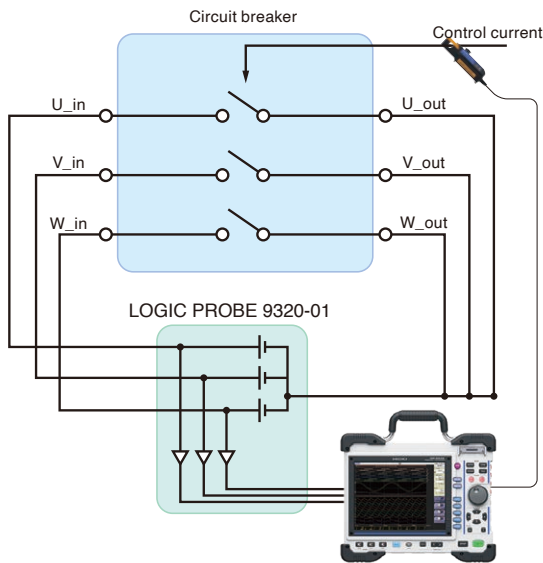 Circuit breaker
Control current
U_in
U_out
V_in
V_out
W_in
W_out
LOGIC PROBE 9320-01